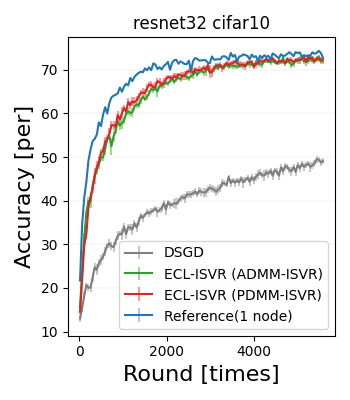 resnet32 cifar10
Accuracy [per]
70
60
50
40
30
20
10
DSGD
ECL-ISVR (ADMM-ISVR)
ECL-ISVR (PDMM-ISVR)
Reference(1 node)
0
2000
4000
Round [times]